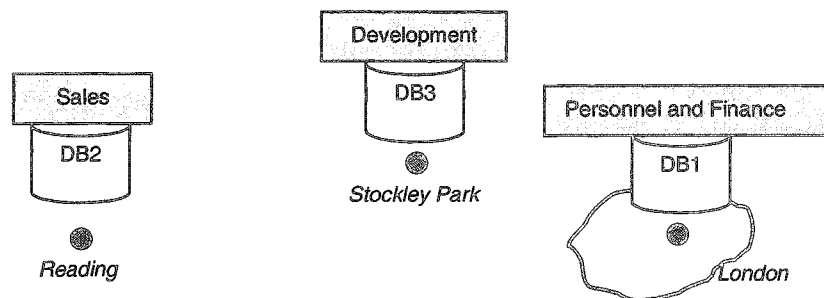 Development
DB3
Stockley Park
Sales
DB2
Reading
Personnel and Finance
DB1
London